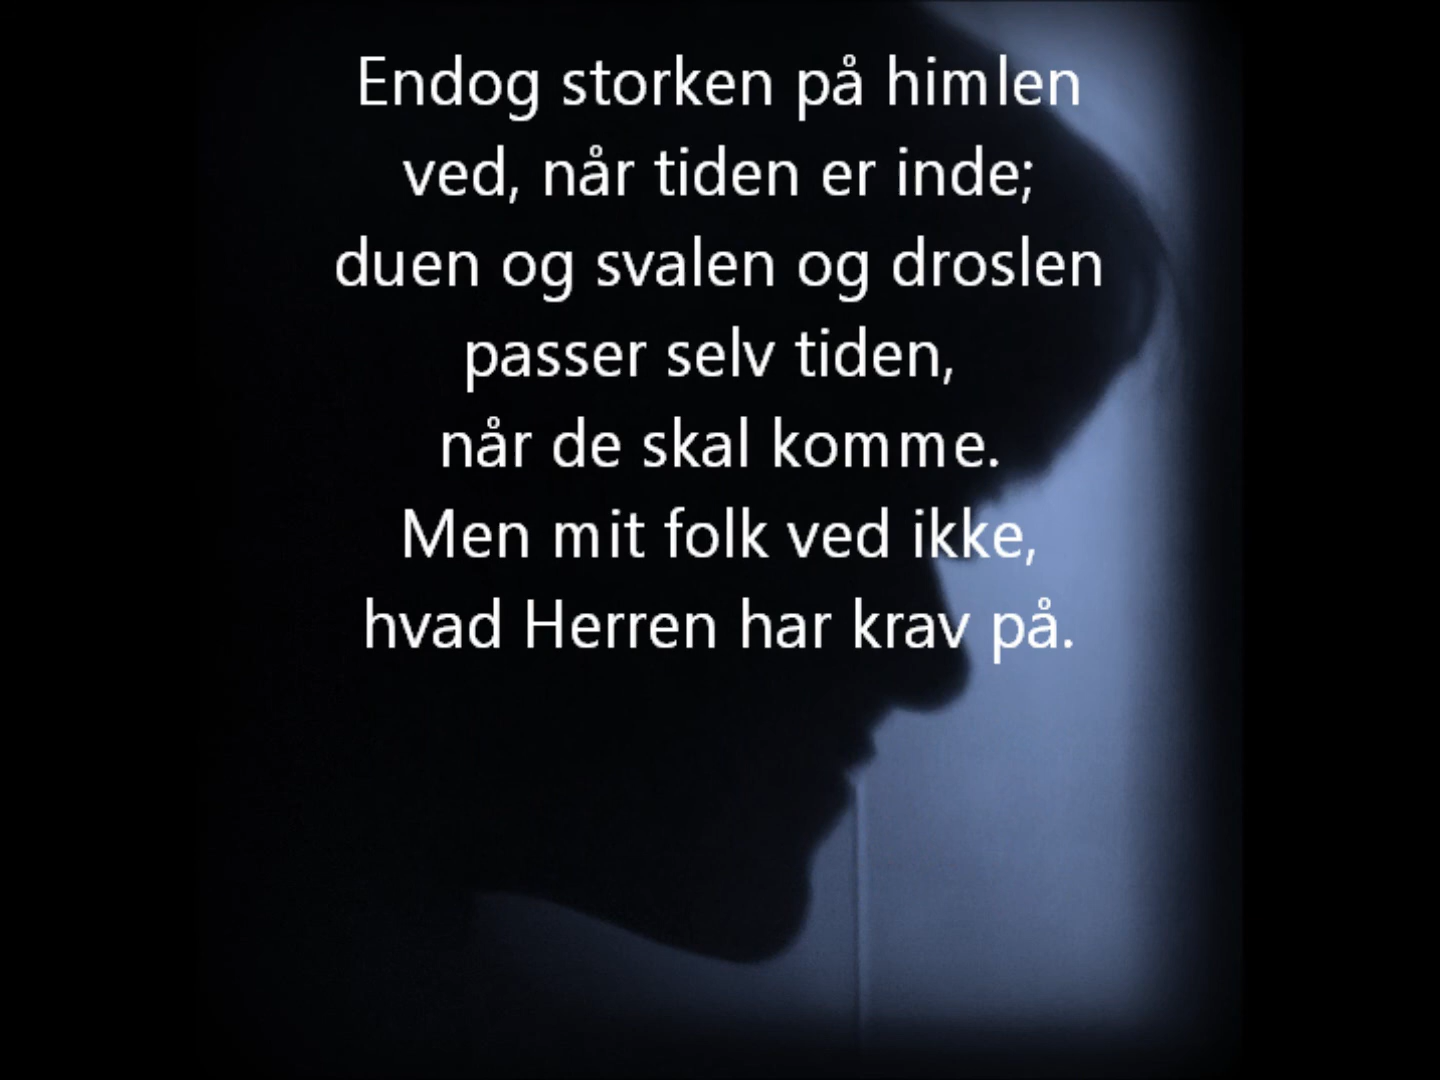 Endog storken på himlen
ved, når tiden er inde;
duen og svalen og droslen
passer selv tiden,
når de skal komme.
Men mit folk ved ikke,
hvad Herren har krav på.